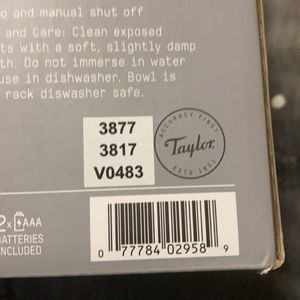 o and manual shut off
and Care: Clean exposed
ts with a soft, slightly damp
th. Do not immerse in water
use in dishwasher. Bowl is
rack dishwasher safe.
3877
3817
V0483
ACCURACY FIRST
Taylor
ESTD 1851
2x AAA
BATTERIES
INCLUDED
0 77784 02958 9